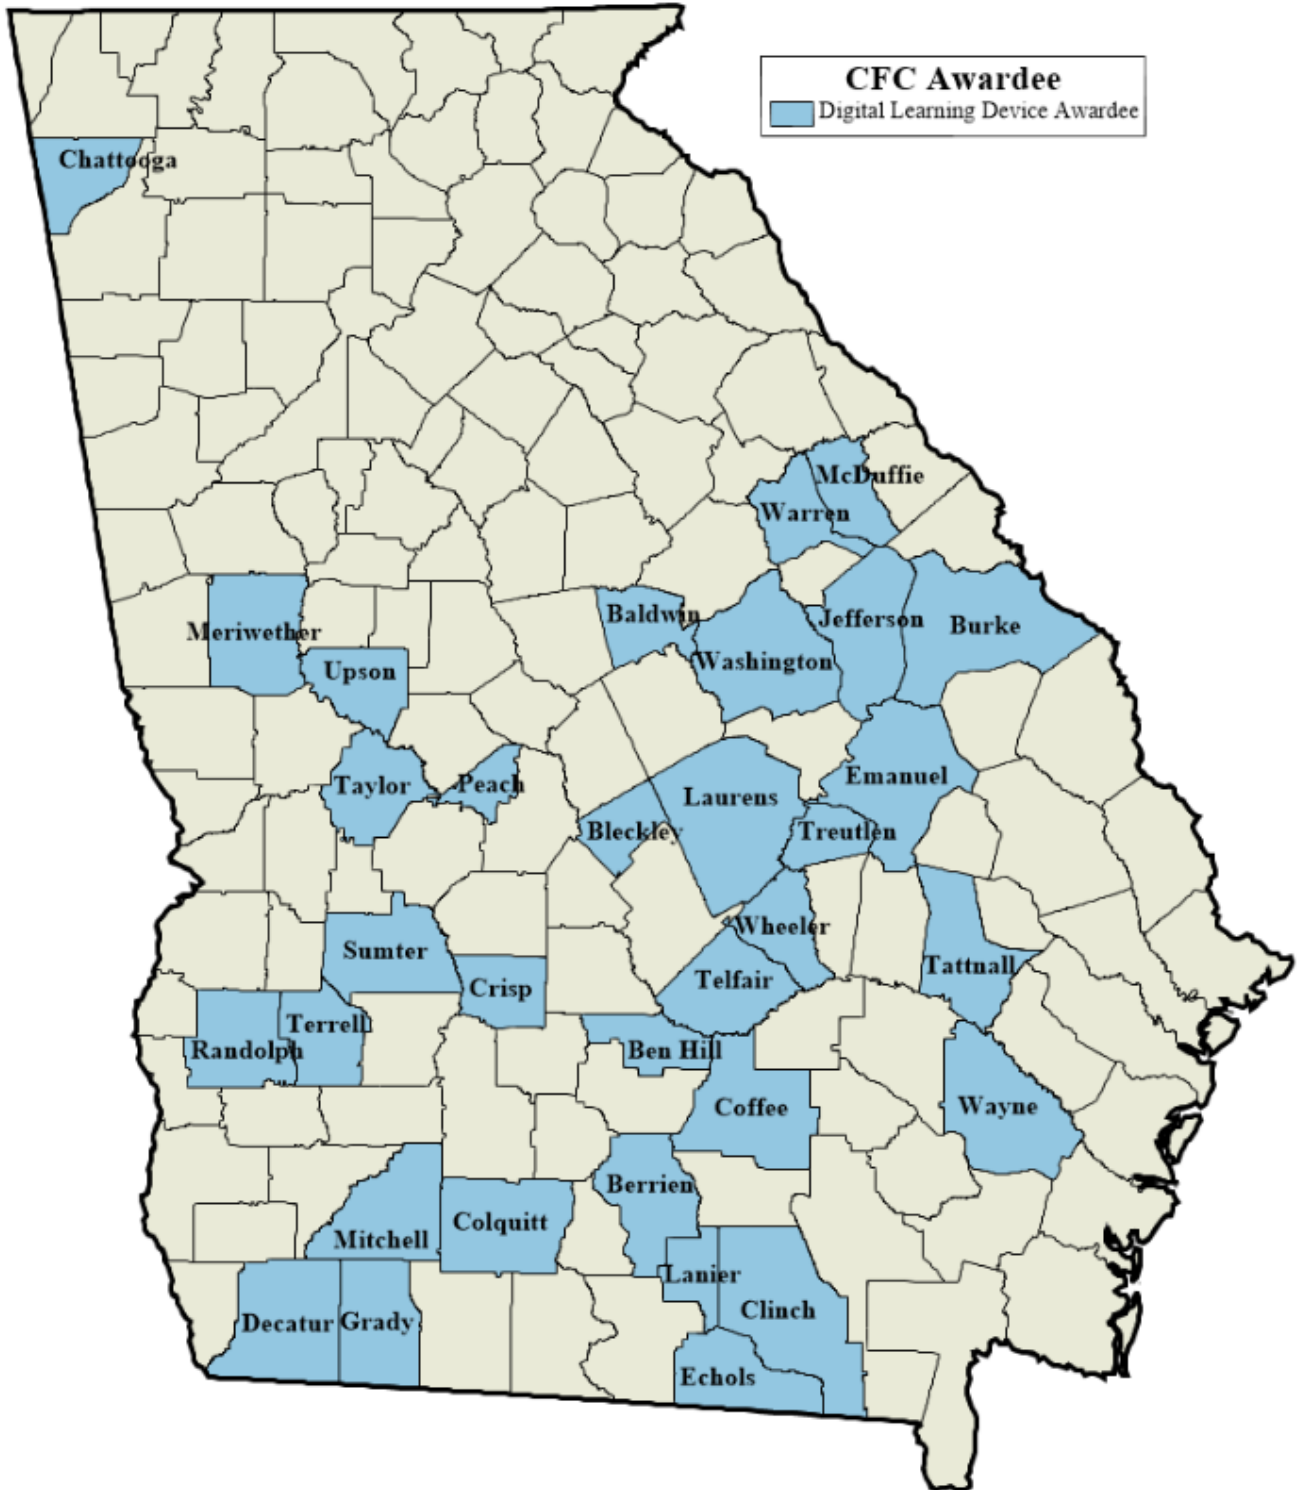 CFC Awardee
Digital Learning Device Awardee
Chattooga
McDuffie
Warren
Baldwin
Jefferson
Burke
Meriwether
Washington
Upson
Emanuel
Taylor
Peach
Laurens
Bleckley
Treutlen
Wheeler
Sumter
Tattnall
Telfair
Crisp
Terrell
Randolph
Ben Hill
Coffee
Wayne
Berrien
Colquitt
Mitchell
Lanier
Clinch
Decatur
Grady
Echols